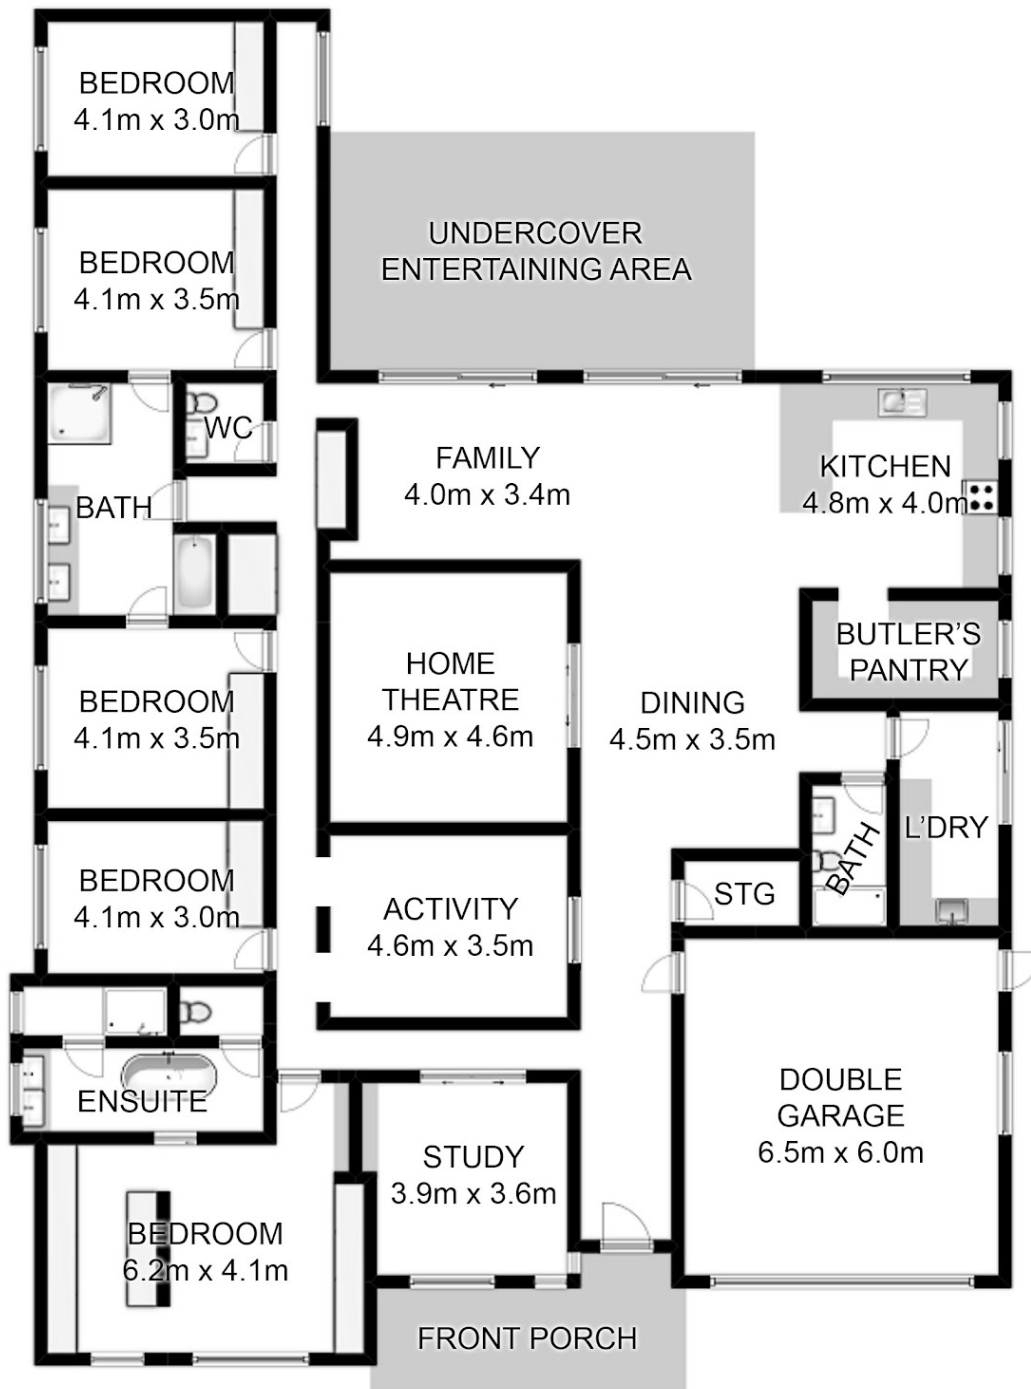 BEDROOM
4.1m x 3.0m
BEDROOM
4.1m x 3.5m
UNDERCOVER
ENTERTAINING AREA
WC
BATH
FAMILY
4.0m x 3.4m
KITCHEN
4.8m x 4.0m
BUTLER'S
PANTRY
HOME
THEATRE
4.9m x 4.6m
DINING
4.5m x 3.5m
BEDROOM
4.1m x 3.5m
L'DRY
BATH
STG
BEDROOM
4.1m x 3.0m
ACTIVITY
4.6m x 3.5m
ENSUITE
DOUBLE
GARAGE
6.5m x 6.0m
STUDY
3.9m x 3.6m
BEDROOM
6.2m x 4.1m
FRONT PORCH